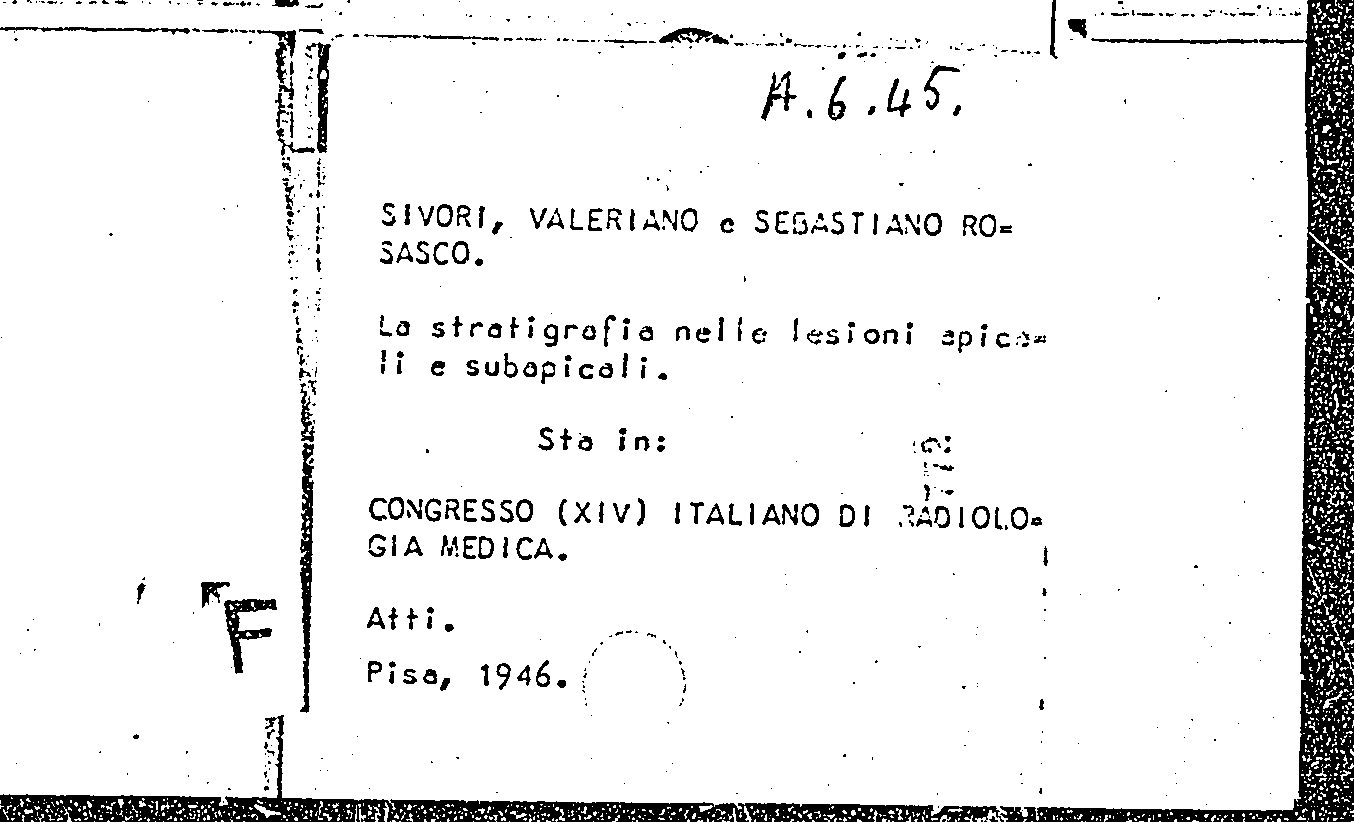 A.6.45.
SIVORI, VALERIANO e SEBASTIANO RO=
SASCO.
La stratigrafia nelle lesioni apica=
li e subapicali.
Sta in:
CONGRESSO (XIV) ITALIANO DI RADIOLO=
GIA MEDICA.
Atti.
Pisa, 1946.
F